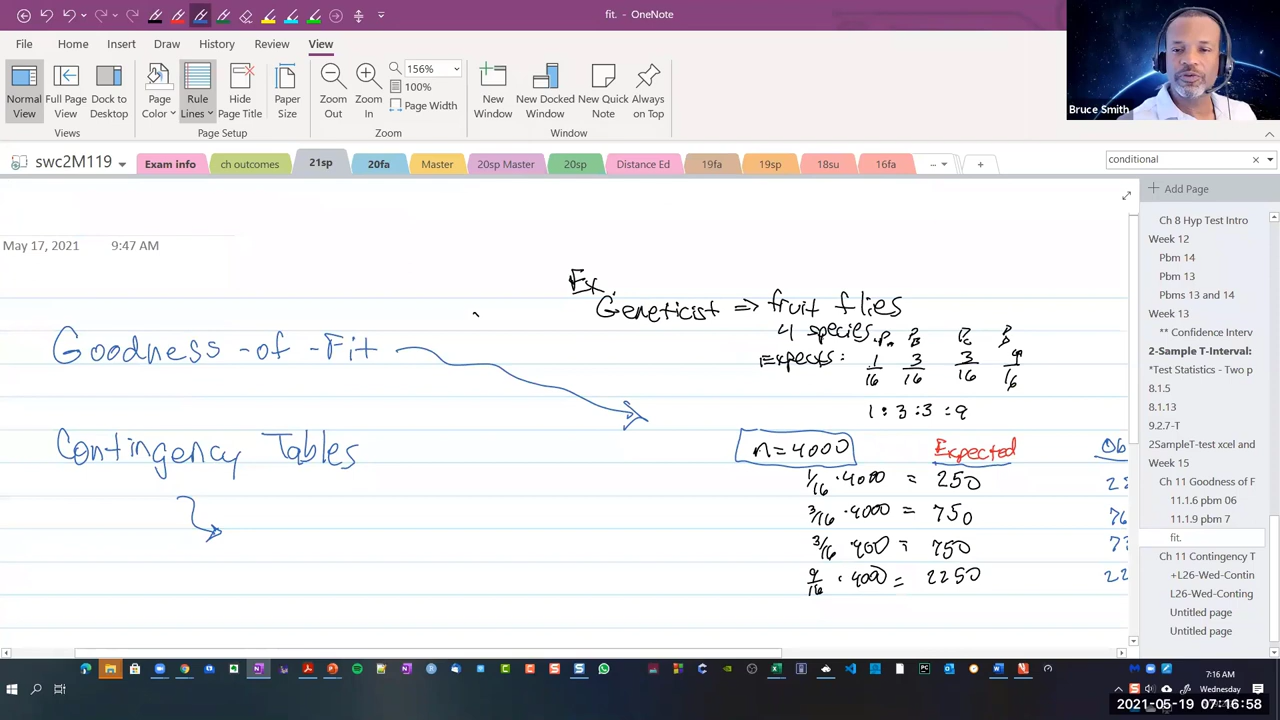 fit. - OneNote
File Home Insert Draw History Review View
Normal View
Full Page View
Dock to Desktop
Views
Page Color
Rule Lines
Hide Page Title
Paper Size
Page Setup
Zoom Out
Zoom In
156%
100%
Page Width
Zoom
New Window
New Docked Window
New Quick Note
Always on Top
Window
Bruce Smith
swc2M119
Exam info
ch outcomes
21sp
20fa
Master
20sp Master
20sp
Distance Ed
19fa
19sp
18su
16fa
conditional
May 17, 2021 9:47 AM
Ex.
Geneticist => fruit flies
4 species
Expects: 1/16 3/16 3/16 9/16
1:3:3:9
Goodness-of-Fit
Contingency Tables
n=4000 Expected Ob
1/16 · 4000 = 250 22
3/16 · 4000 = 750 76
3/16 · 400 = 750 73
9/16 · 4000 = 2250 22
Add Page
Ch 8 Hyp Test Intro
Week 12
Pbm 14
Pbm 13
Pbms 13 and 14
Week 13
** Confidence Interv
2-Sample T-Interval:
*Test Statistics - Two p
8.1.5
8.1.13
9.2.7-T
2SampleT-test xcel and
Week 15
Ch 11 Goodness of F
11.1.6 pbm 06
11.1.9 pbm 7
fit.
Ch 11 Contingency T
+L26-Wed-Contin
L26-Wed-Conting
Untitled page
Untitled page
7:16 AM
Wednesday
2021-05-19 07:16:58